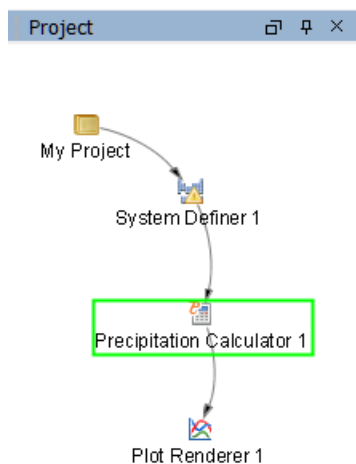 Project
My Project
System Definer 1
Precipitation Calculator 1
Plot Renderer 1